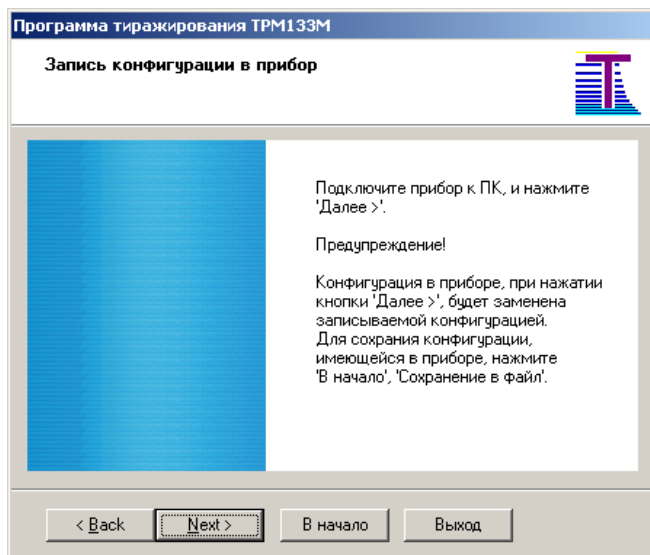 Программа тиражирования ТРМ133М
Запись конфигурации в прибор
Подключите прибор к ПК, и нажмите
'Далее >'.
Предупреждение!
Конфигурация в приборе, при нажатии
кнопки 'Далее >', будет заменена
записываемой конфигурацией.
Для сохрания конфигурации,
имеющейся в приборе, нажмите
'В начало', 'Сохранение в файл'.
< Back Next > В начало Выход